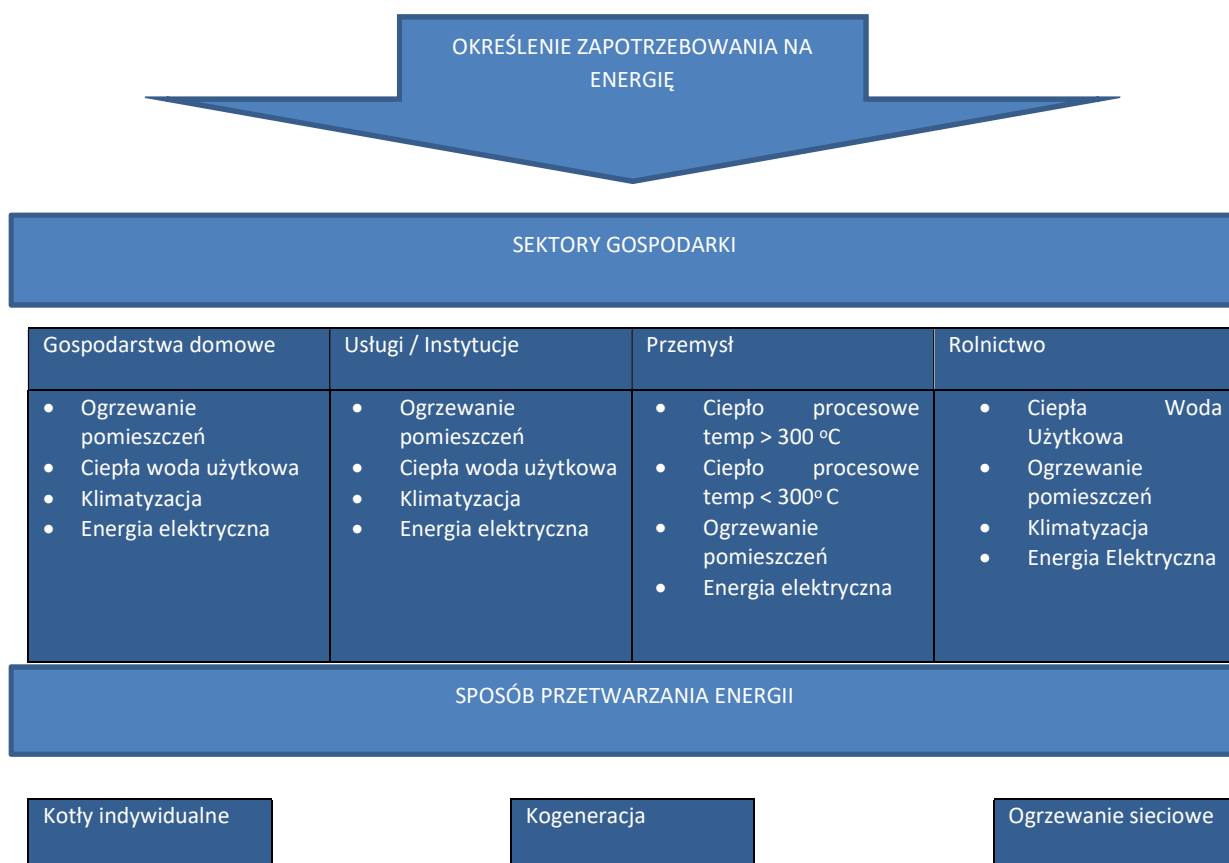 OKREŚLENIE ZAPOTRZEBOWANIA NA
ENERGIĘ
SEKTORY GOSPODARKI
Gospodarstwa domowe
Usługi / Instytucje
Przemysł
Rolnictwo
• Ogrzewanie
pomieszczeń
• Ciepła woda użytkowa
• Klimatyzacja
• Energia elektryczna
• Ogrzewanie
pomieszczeń
• Ciepła woda użytkowa
• Klimatyzacja
• Energia elektryczna
• Ciepło procesowe
temp > 300 °C
• Ciepło procesowe
temp < 300° C
• Ogrzewanie
pomieszczeń
• Energia elektryczna
• Ciepła Woda
Użytkowa
• Ogrzewanie
pomieszczeń
• Klimatyzacja
• Energia Elektryczna
SPOSÓB PRZETWARZANIA ENERGII
Kotły indywidualne
Kogeneracja
Ogrzewanie sieciowe